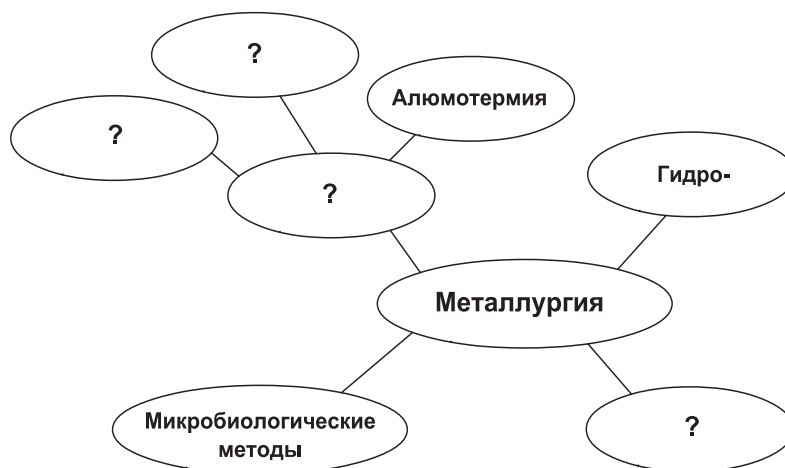 ?
Алюмотермия
?
Гидро-
?
Металлургия
Микробиологические
методы
?